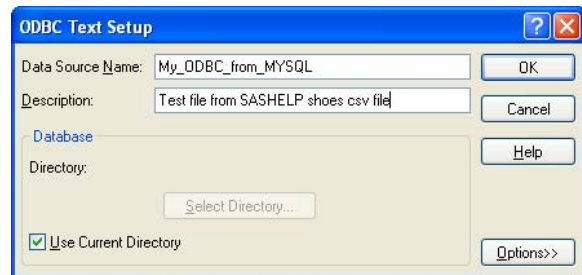 ODBC Text Setup
Data Source Name: My_ODBC_from_MYSQL
OK
Description: Test file from SASHELP shoes csv file
Cancel
Database
Help
Directory:
Select Directory...
Use Current Directory
Options>>